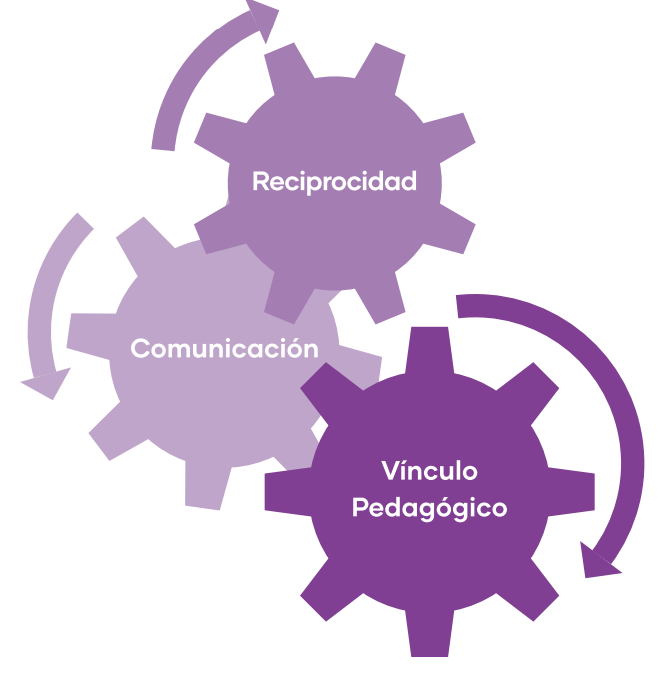 Reciprocidad
Comunicación
Vínculo
Pedagógico